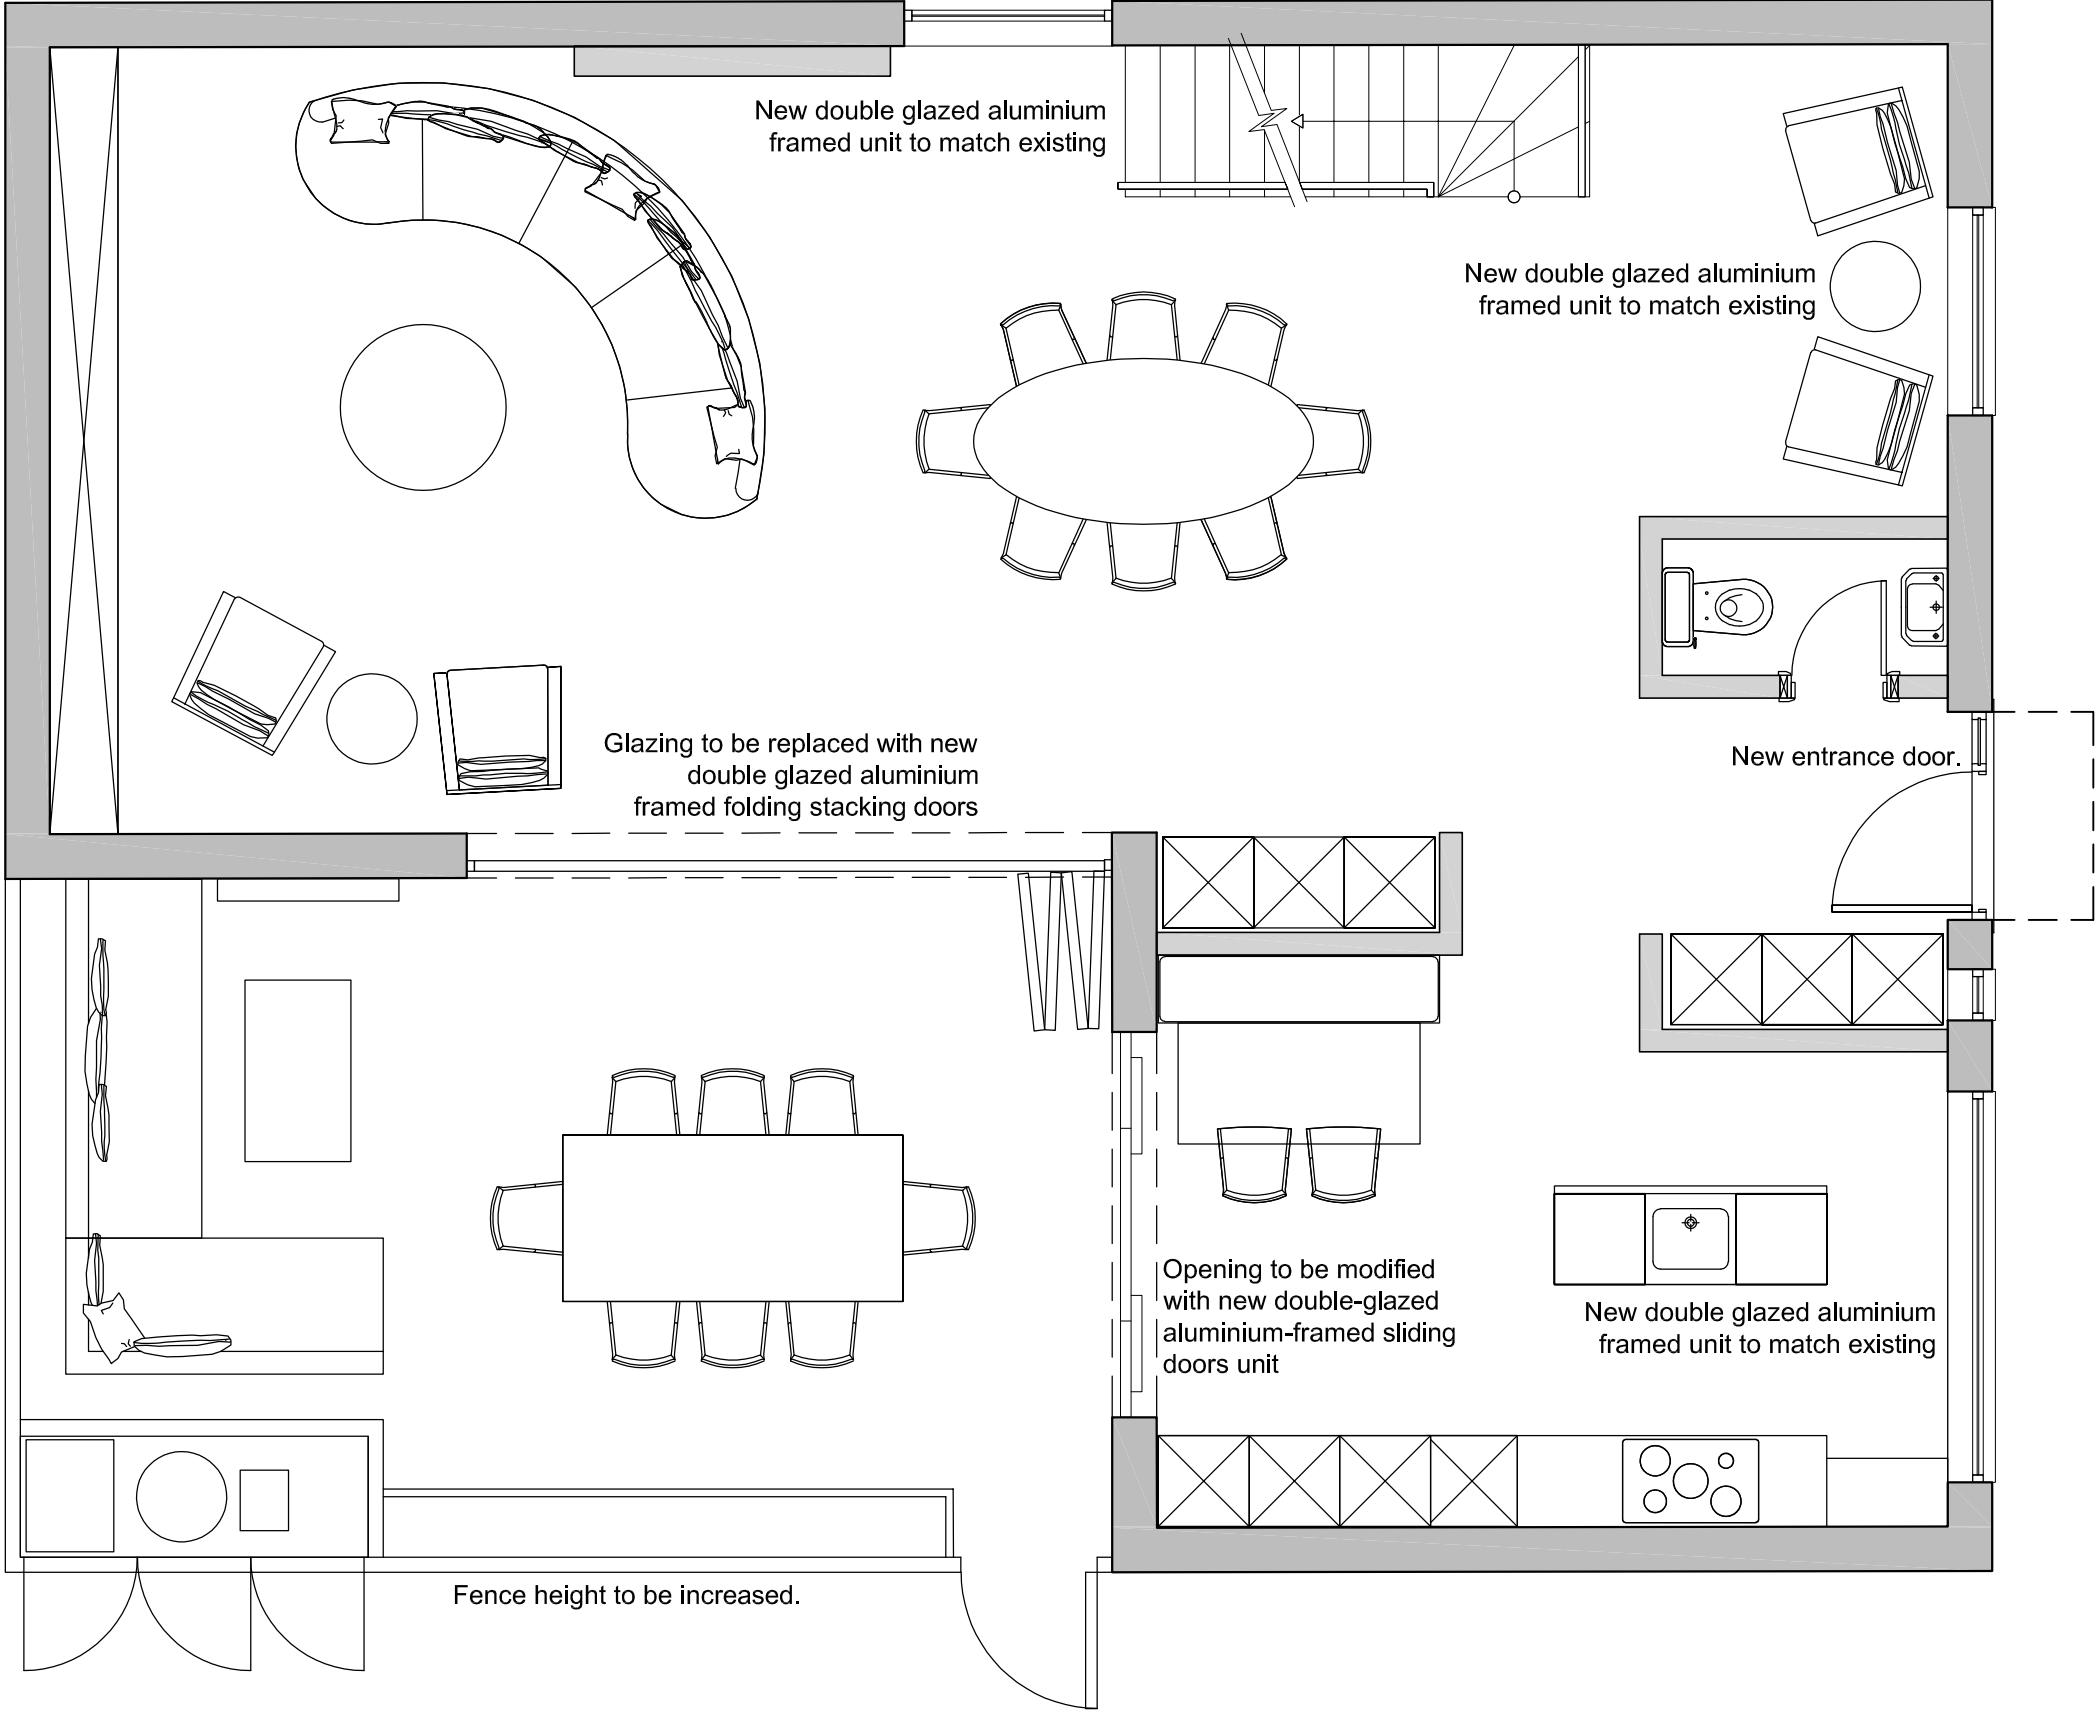 New double glazed aluminium
framed unit to match existing
New double glazed aluminium
framed unit to match existing
Glazing to be replaced with new
double glazed aluminium
framed folding stacking doors
New entrance door.
Opening to be modified
with new double-glazed
aluminium-framed sliding
doors unit
New double glazed aluminium
framed unit to match existing
Fence height to be increased.